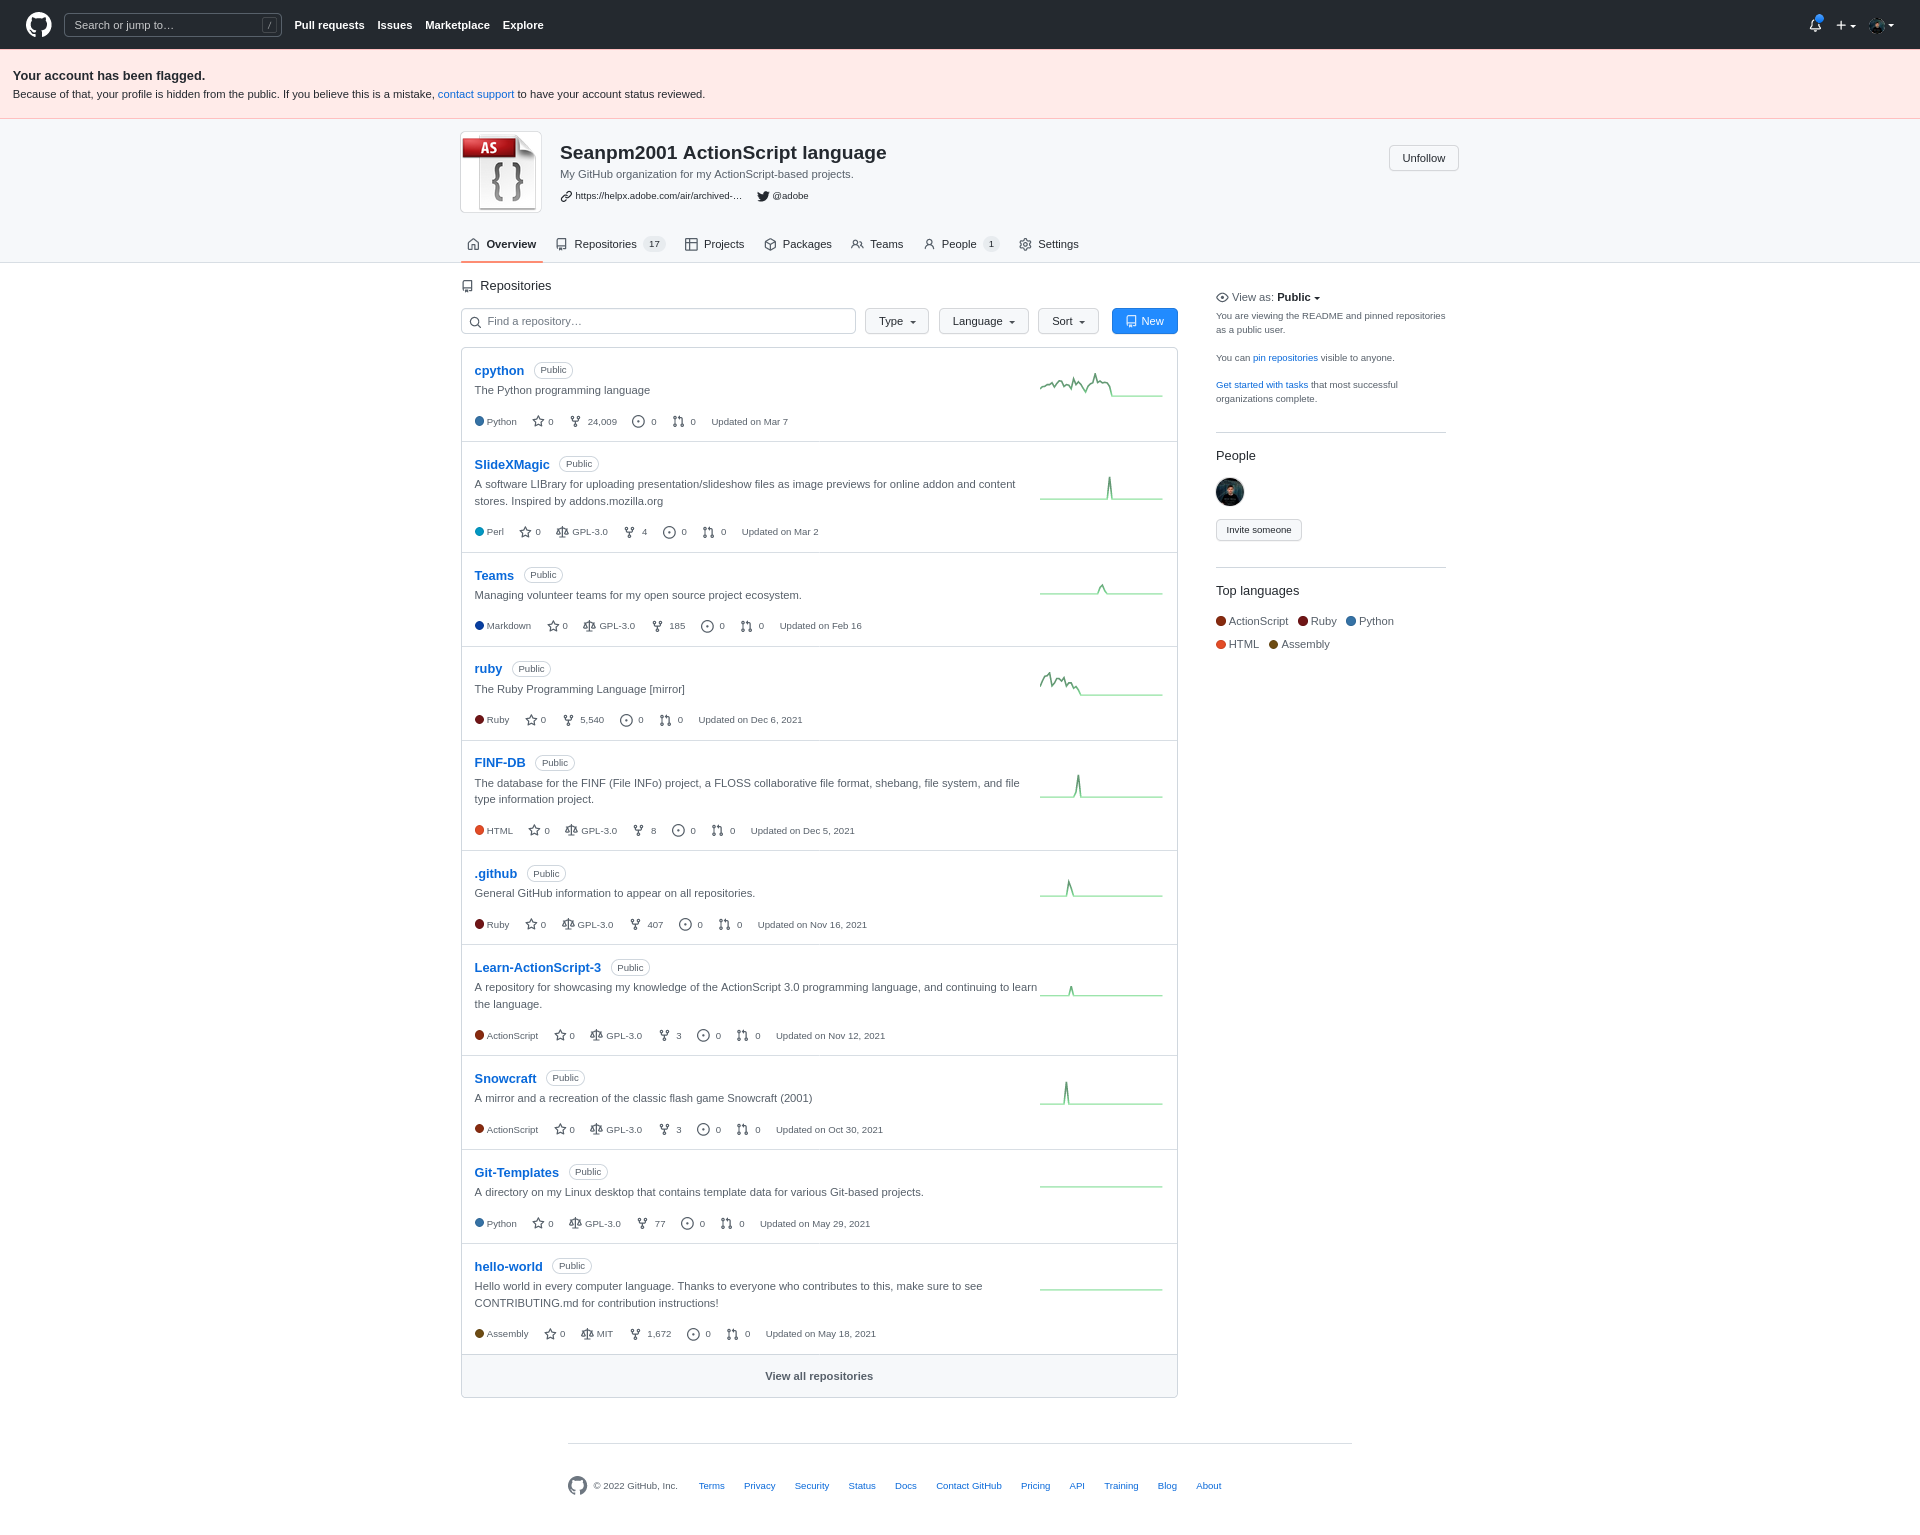 Search or jump to… /
Pull requests Issues Marketplace Explore
Your account has been flagged.
Because of that, your profile is hidden from the public. If you believe this is a mistake, contact support to have your account status reviewed.
AS
{ }
Seanpm2001 ActionScript language
My GitHub organization for my ActionScript-based projects.
https://helpx.adobe.com/air/archived-… @adobe
Unfollow
Overview Repositories 17 Projects Packages Teams People 1 Settings
Repositories
Find a repository…
Type Language Sort New
cpython Public
The Python programming language
Python 0 24,009 0 0 Updated on Mar 7
SlideXMagic Public
A software LIBrary for uploading presentation/slideshow files as image previews for online addon and content
stores. Inspired by addons.mozilla.org
Perl 0 GPL-3.0 4 0 0 Updated on Mar 2
Teams Public
Managing volunteer teams for my open source project ecosystem.
Markdown 0 GPL-3.0 185 0 0 Updated on Feb 16
ruby Public
The Ruby Programming Language [mirror]
Ruby 0 5,540 0 0 Updated on Dec 6, 2021
FINF-DB Public
The database for the FINF (File INFo) project, a FLOSS collaborative file format, shebang, file system, and file
type information project.
HTML 0 GPL-3.0 8 0 0 Updated on Dec 5, 2021
.github Public
General GitHub information to appear on all repositories.
Ruby 0 GPL-3.0 407 0 0 Updated on Nov 16, 2021
Learn-ActionScript-3 Public
A repository for showcasing my knowledge of the ActionScript 3.0 programming language, and continuing to learn
the language.
ActionScript 0 GPL-3.0 3 0 0 Updated on Nov 12, 2021
Snowcraft Public
A mirror and a recreation of the classic flash game Snowcraft (2001)
ActionScript 0 GPL-3.0 3 0 0 Updated on Oct 30, 2021
Git-Templates Public
A directory on my Linux desktop that contains template data for various Git-based projects.
Python 0 GPL-3.0 77 0 0 Updated on May 29, 2021
hello-world Public
Hello world in every computer language. Thanks to everyone who contributes to this, make sure to see
CONTRIBUTING.md for contribution instructions!
Assembly 0 MIT 1,672 0 0 Updated on May 18, 2021
View all repositories
View as: Public
You are viewing the README and pinned repositories
as a public user.
You can pin repositories visible to anyone.
Get started with tasks that most successful
organizations complete.
People
Invite someone
Top languages
ActionScript Ruby Python
HTML Assembly
© 2022 GitHub, Inc. Terms Privacy Security Status Docs Contact GitHub Pricing API Training Blog About